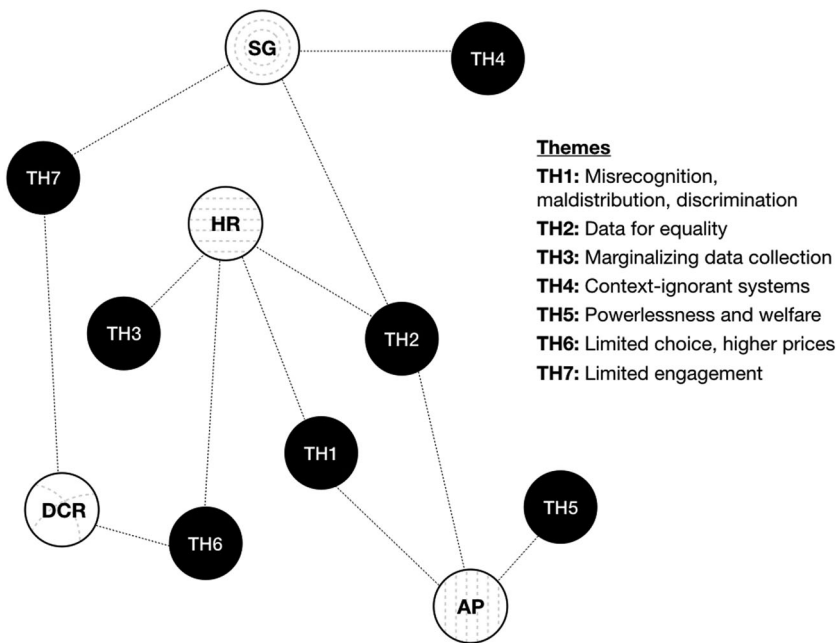 SG
TH4
TH7
HR
TH3
TH2
TH1
DCR
TH6
TH5
AP
Themes
TH1: Misrecognition,
maldistribution, discrimination
TH2: Data for equality
TH3: Marginalizing data collection
TH4: Context-ignorant systems
TH5: Powerlessness and welfare
TH6: Limited choice, higher prices
TH7: Limited engagement